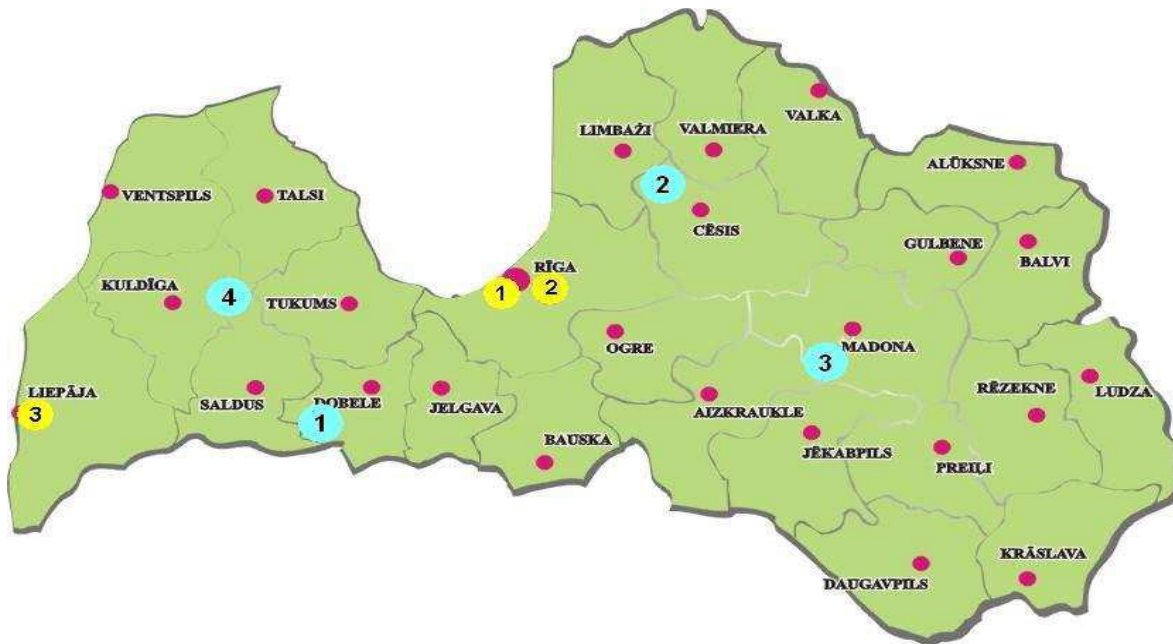 VALKA
LIMBAŽI
VALMIERA
ALŪKSNE
2
VENTSPILS
TALSI
CĒSIS
GULBENE
BALVI
RĪGA
KULDĪGA
4
TUKUMS
1
2
OGRE
MADONA
3
LIEPĀJA
3
SALDUS
DOBELE
JELGAVA
AIZKRAUKLE
RĒZEKNE
LUDZA
1
BAUSKA
JĒKABPILS
PREIĻI
KRĀSLAVA
DAUGAVPILS